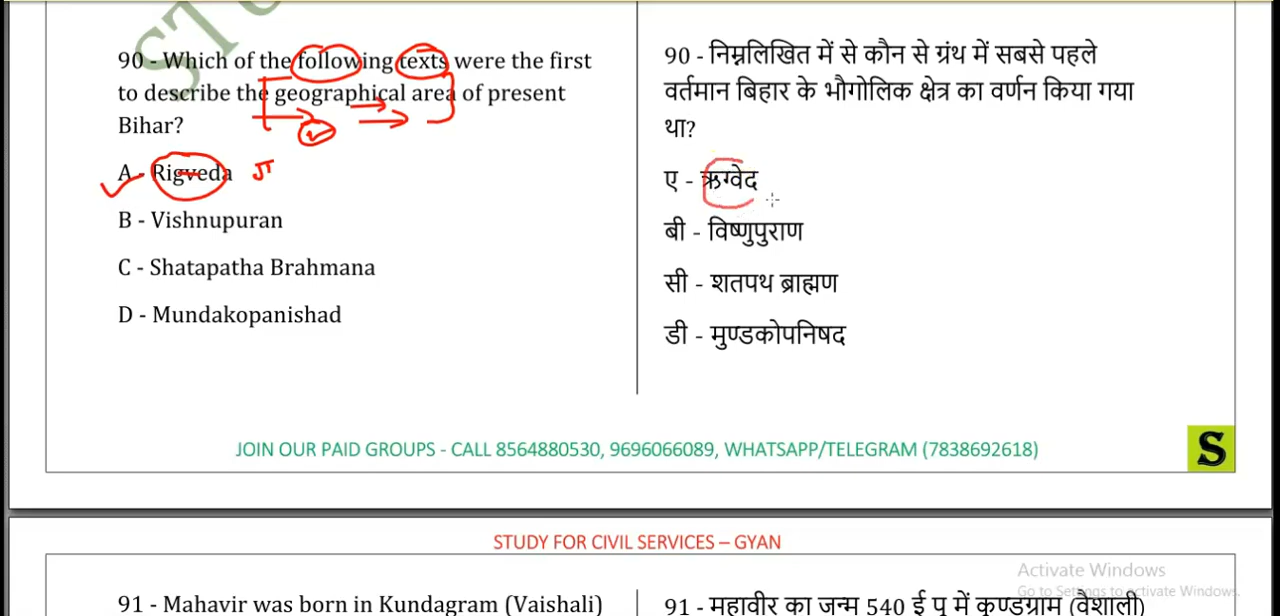 90 - Which of the following texts were the first
to describe the geographical area of present
Bihar?
A - Rigveda
B - Vishnupuran
C - Shatapatha Brahmana
D - Mundakopanishad
90 - निम्नलिखित में से कौन से ग्रंथ में सबसे पहले
वर्तमान बिहार के भौगोलिक क्षेत्र का वर्णन किया गया
था?
ए - ऋग्वेद
बी - विष्णुपुराण
सी - शतपथ ब्राह्मण
डी - मुण्डकोपनिषद
JOIN OUR PAID GROUPS - CALL 8564880530, 9696066089, WHATSAPP/TELEGRAM (7838692618)
S
STUDY FOR CIVIL SERVICES – GYAN
91 - Mahavir was born in Kundagram (Vaishali)
91 - महावीर का जन्म 540 ई पू में कुण्डग्राम (वैशाली)
Activate Windows
Go to Settings to activate Windows.